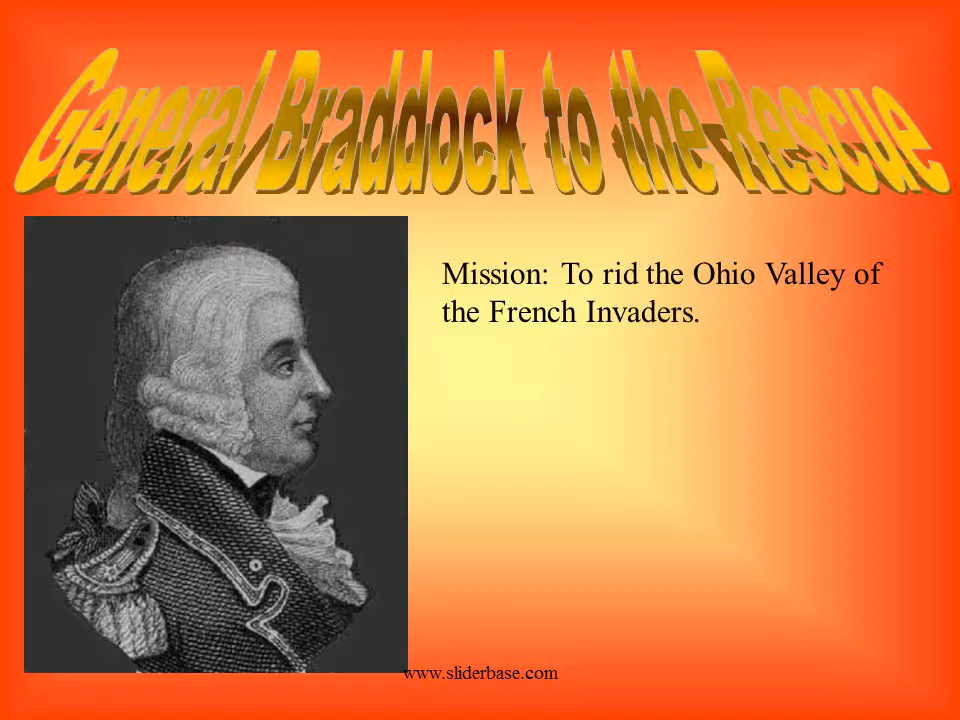 General Braddock to the Rescue
Mission: To rid the Ohio Valley of
the French Invaders.
www.sliderbase.com